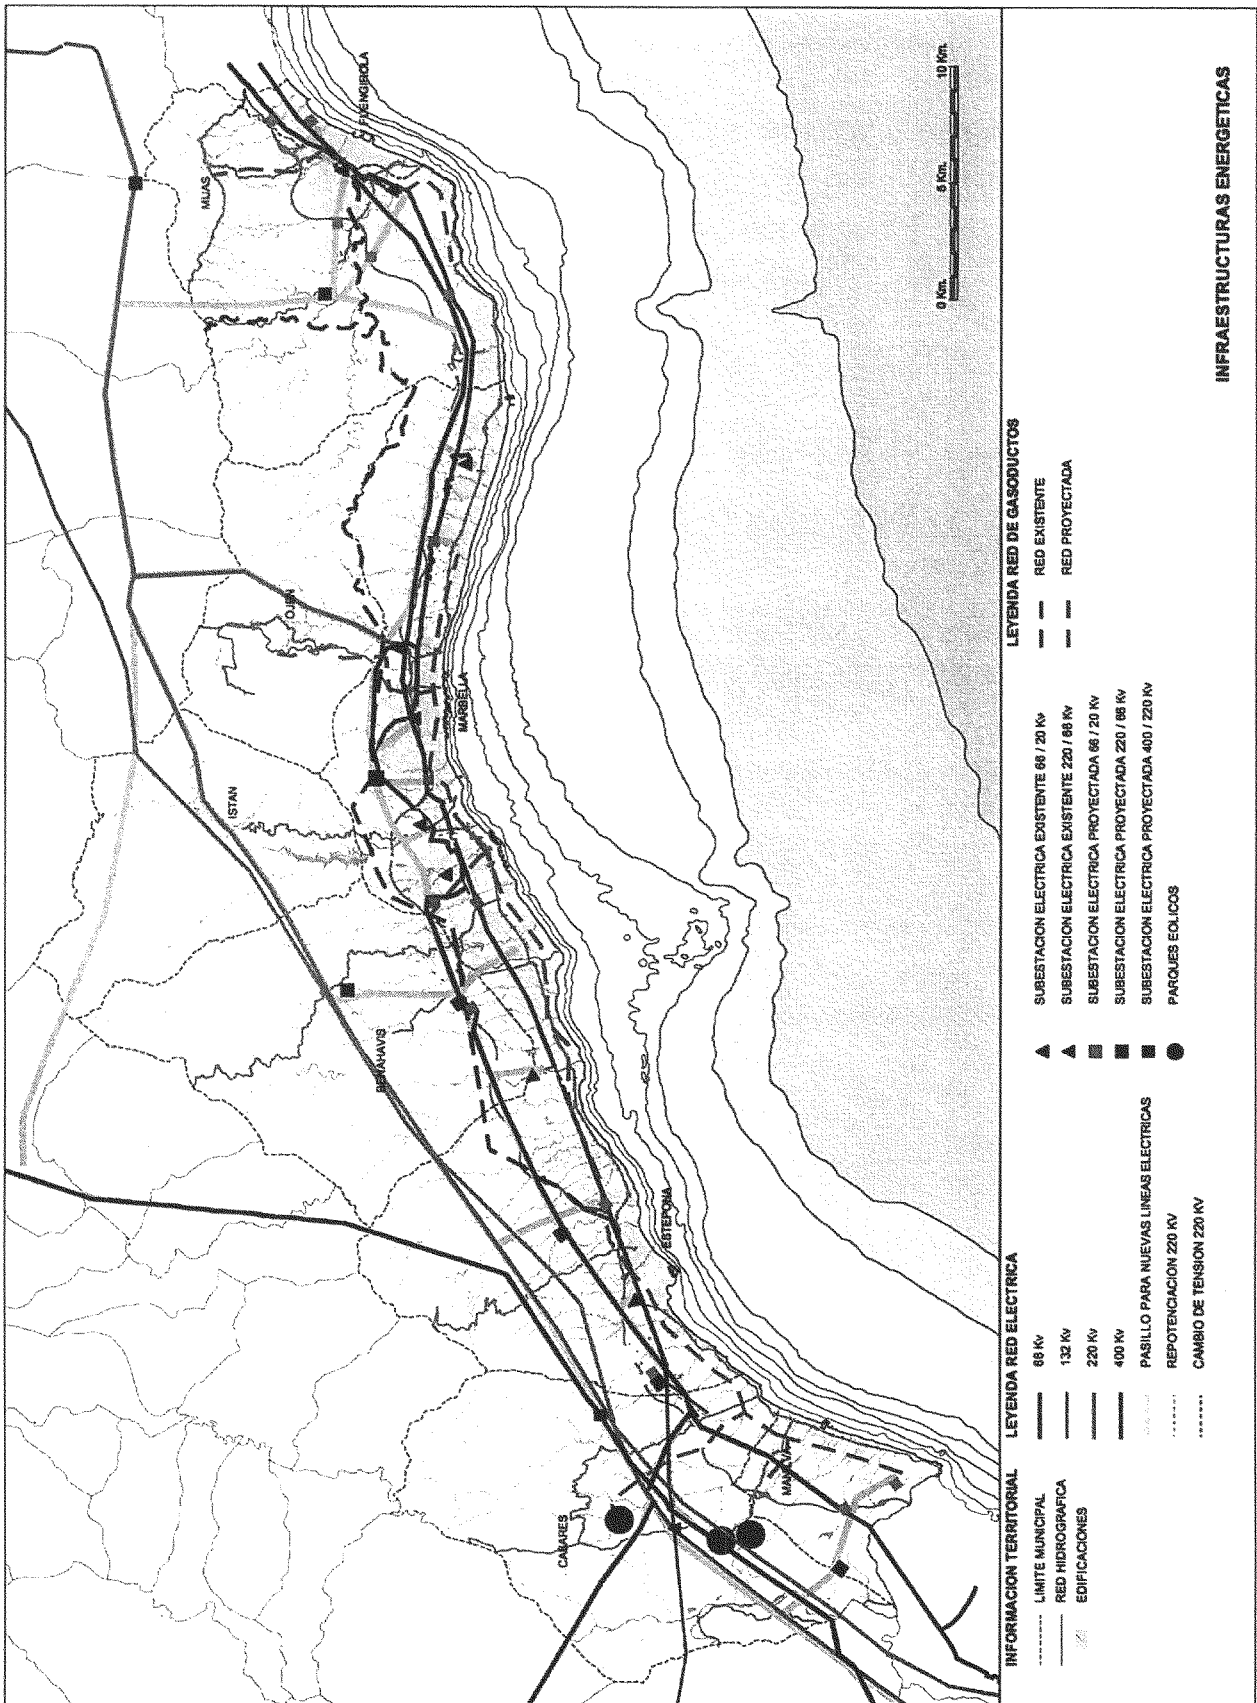 MIJAS
FUENGIROLA
OJEN
MARBELLA
ISTAN
BENAHAVIS
ESTEPONA
CASARES
MANILVA
0 Km.
5 Km.
10 Km.
INFORMACION TERRITORIAL
LIMITE MUNICIPAL
RED HIDROGRAFICA
EDIFICACIONES
LEYENDA RED ELECTRICA
66 Kv
132 Kv
220 Kv
400 Kv
PASILLO PARA NUEVAS LINEAS ELECTRICAS
REPOTENCIACION 220 KV
CAMBIO DE TENSION 220 KV
SUBESTACION ELECTRICA EXISTENTE 66 / 20 Kv
SUBESTACION ELECTRICA EXISTENTE 220 / 66 Kv
SUBESTACION ELECTRICA PROYECTADA 66 / 20 Kv
SUBESTACION ELECTRICA PROYECTADA 220 / 66 Kv
SUBESTACION ELECTRICA PROYECTADA 400 / 220 Kv
PARQUES EOLICOS
LEYENDA RED DE GASODUCTOS
RED EXISTENTE
RED PROYECTADA
INFRAESTRUCTURAS ENERGETICAS